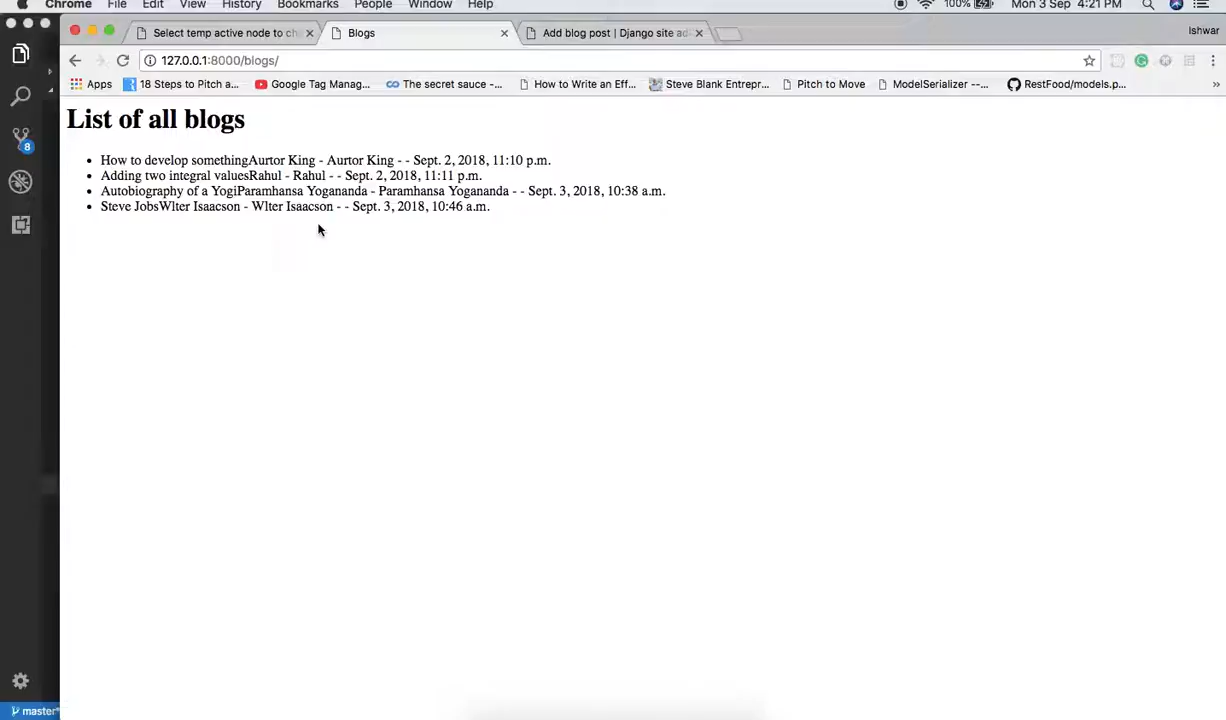 Chrome File Edit View History Bookmarks People Window Help 100% Mon 3 Sep 4:21 PM
Select temp active node to ch
Blogs
Add blog post | Django site ad
Ishwar
127.0.0.1:8000/blogs/
Apps 18 Steps to Pitch a... Google Tag Manag... The secret sauce -... How to Write an Eff... Steve Blank Entrepr... Pitch to Move ModelSerializer --... RestFood/models.p... »
List of all blogs
• How to develop somethingAurtor King - Aurtor King - - Sept. 2, 2018, 11:10 p.m.
• Adding two integral valuesRahul - Rahul - - Sept. 2, 2018, 11:11 p.m.
• Autobiography of a YogiParamhansa Yogananda - Paramhansa Yogananda - - Sept. 3, 2018, 10:38 a.m.
• Steve JobsWlter Isaacson - Wlter Isaacson - - Sept. 3, 2018, 10:46 a.m.
8
master*